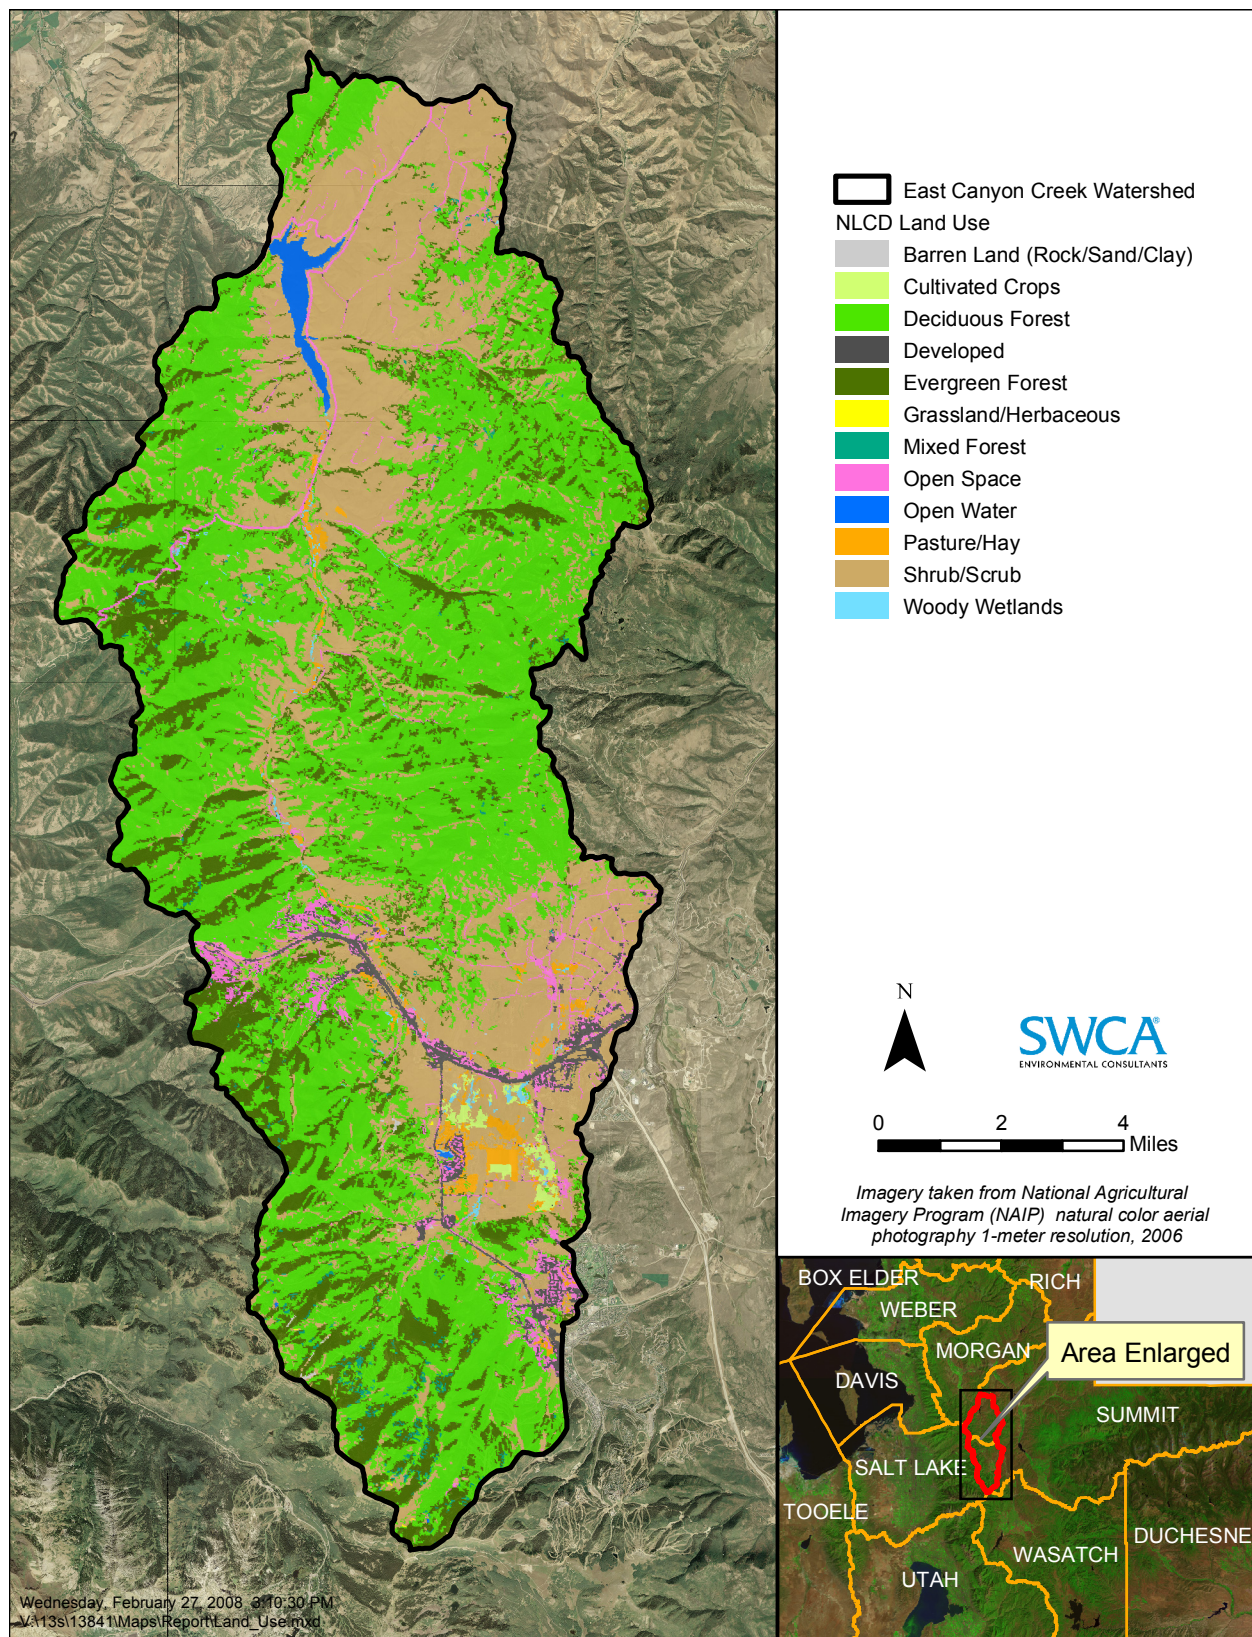 East Canyon Creek Watershed
NLCD Land Use
Barren Land (Rock/Sand/Clay)
Cultivated Crops
Deciduous Forest
Developed
Evergreen Forest
Grassland/Herbaceous
Mixed Forest
Open Space
Open Water
Pasture/Hay
Shrub/Scrub
Woody Wetlands
N
SWCA®
ENVIRONMENTAL CONSULTANTS
0 2 4
Miles
Imagery taken from National Agricultural
Imagery Program (NAIP) natural color aerial
photography 1-meter resolution, 2006
BOX ELDER
RICH
WEBER
MORGAN
Area Enlarged
DAVIS
SUMMIT
SALT LAKE
TOOELE
DUCHESNE
WASATCH
UTAH
Wednesday, February 27, 2008 3:10:30 PM
V:\13s\13841\Maps\Report\Land_Use.mxd